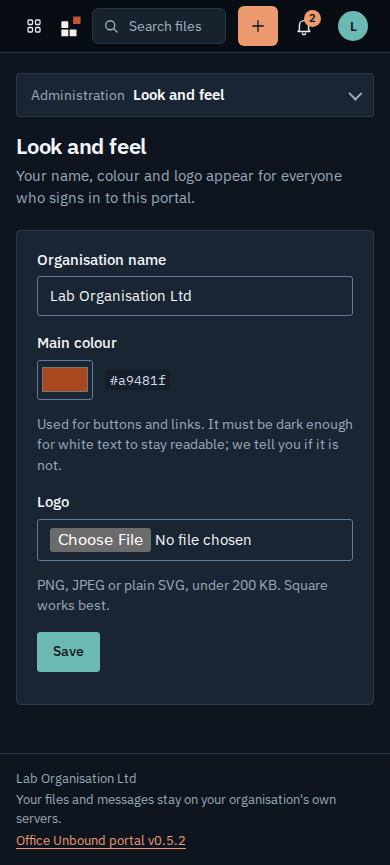 Search files
2
L
Administration Look and feel
Look and feel
Your name, colour and logo appear for everyone
who signs in to this portal.
Organisation name
Lab Organisation Ltd
Main colour
#a9481f
Used for buttons and links. It must be dark enough
for white text to stay readable; we tell you if it is
not.
Logo
Choose File No file chosen
PNG, JPEG or plain SVG, under 200 KB. Square
works best.
Save
Lab Organisation Ltd
Your files and messages stay on your organisation's own
servers.
Office Unbound portal v0.5.2